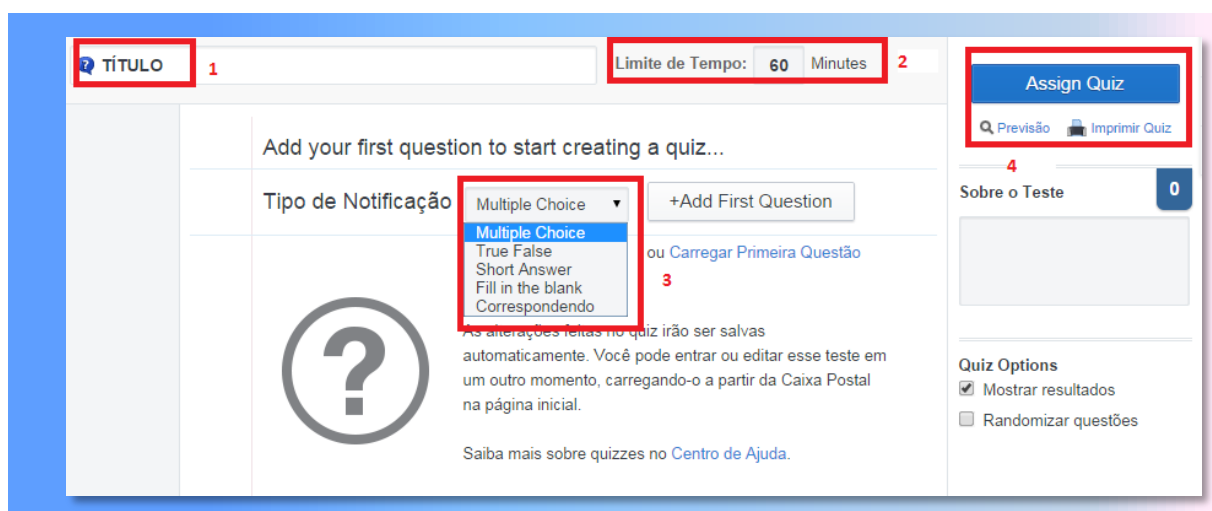 TÍTULO 1 Limite de Tempo: 60 Minutes 2
Assign Quiz
Previsão Imprimir Quiz
4
Add your first question to start creating a quiz...
Tipo de Notificação Multiple Choice +Add First Question
Multiple Choice
True False
Short Answer
Fill in the blank
Correspondendo
ou Carregar Primeira Questão
3
As alterações feitas no quiz irão ser salvas
automaticamente. Você pode entrar ou editar esse teste em
um outro momento, carregando-o a partir da Caixa Postal
na página inicial.
Saiba mais sobre quizzes no Centro de Ajuda.
Sobre o Teste 0
Quiz Options
Mostrar resultados
Randomizar questões